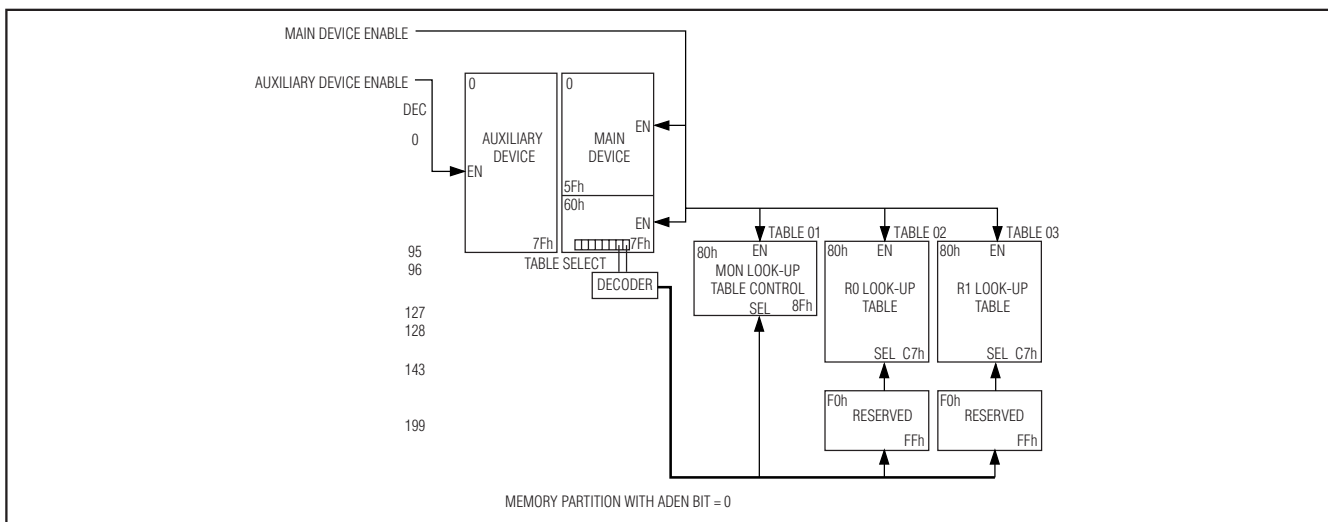 MAIN DEVICE ENABLE
AUXILIARY DEVICE ENABLE
DEC
0
95
96
127
128
143
199
0
AUXILIARY
DEVICE
EN
7Fh
0
MAIN
DEVICE
EN
5Fh
60h
EN
7Fh
TABLE SELECT
DECODER
TABLE 01
80h
EN
MON LOOK-UP
TABLE CONTROL
SEL
8Fh
TABLE 02
80h
EN
R0 LOOK-UP
TABLE
SEL C7h
F0h
RESERVED
FFh
TABLE 03
80h
EN
R1 LOOK-UP
TABLE
SEL C7h
F0h
RESERVED
FFh
MEMORY PARTITION WITH ADEN BIT = 0